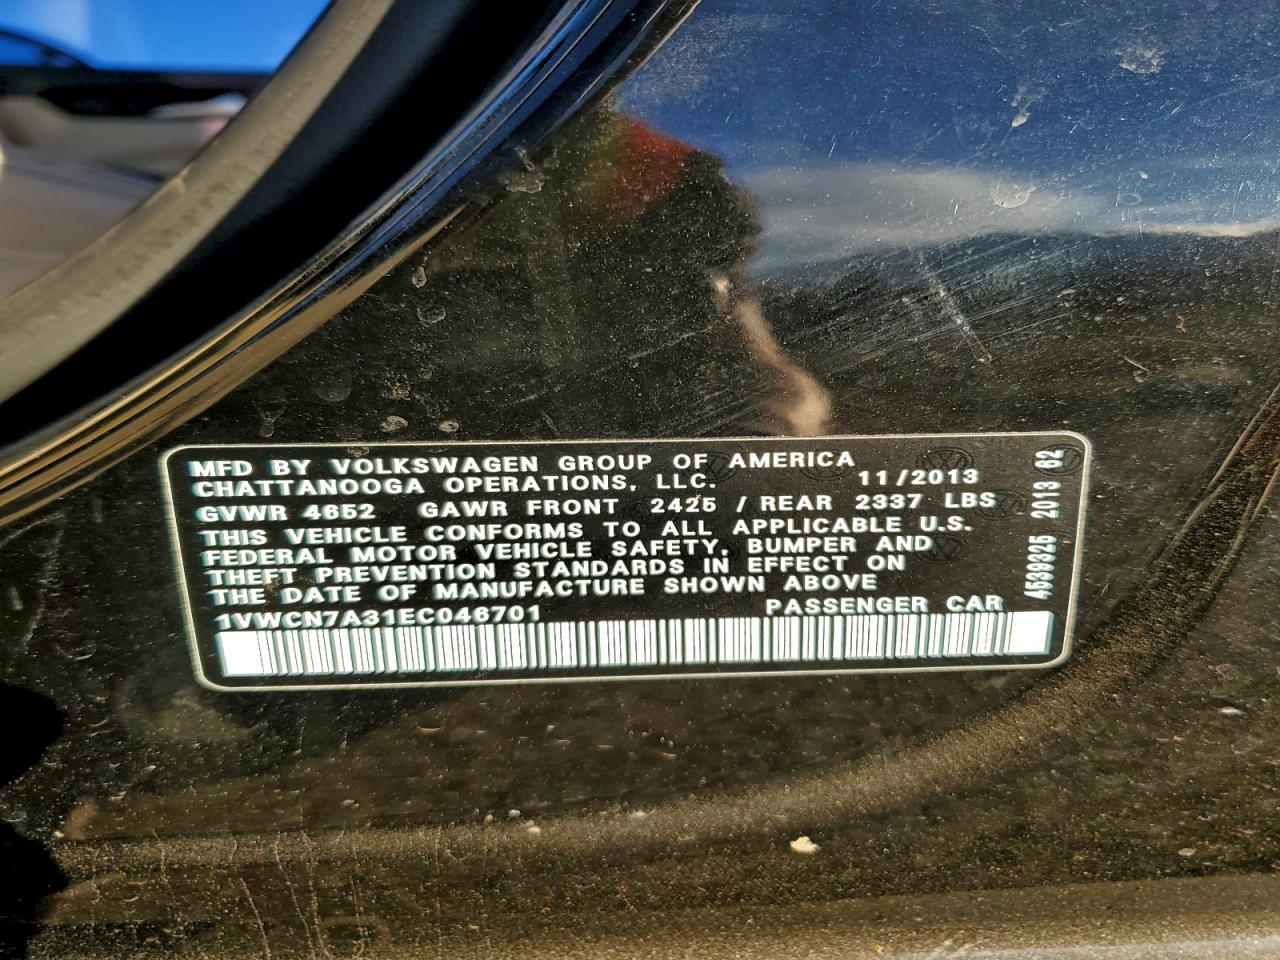 MFD BY VOLKSWAGEN GROUP OF AMERICA
CHATTANOOGA OPERATIONS, LLC. 11/2013
GVWR 4652 GAWR FRONT 2425 / REAR 2337 LBS
THIS VEHICLE CONFORMS TO ALL APPLICABLE U.S.
FEDERAL MOTOR VEHICLE SAFETY, BUMPER AND
THEFT PREVENTION STANDARDS IN EFFECT ON
THE DATE OF MANUFACTURE SHOWN ABOVE
1VWCN7A31EC046701 PASSENGER CAR
4539325 2013 62